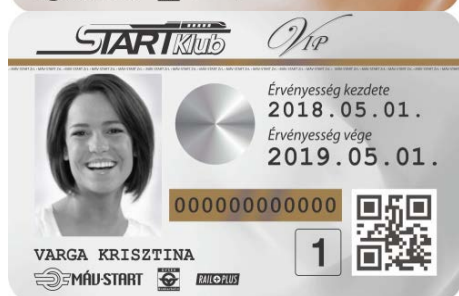 START Klub VIP
Érvényesség kezdete
2018.05.01.
Érvényesség vége
2019.05.01.
000000000000
VARGA KRISZTINA
1
MÁV-START RAIL PLUS